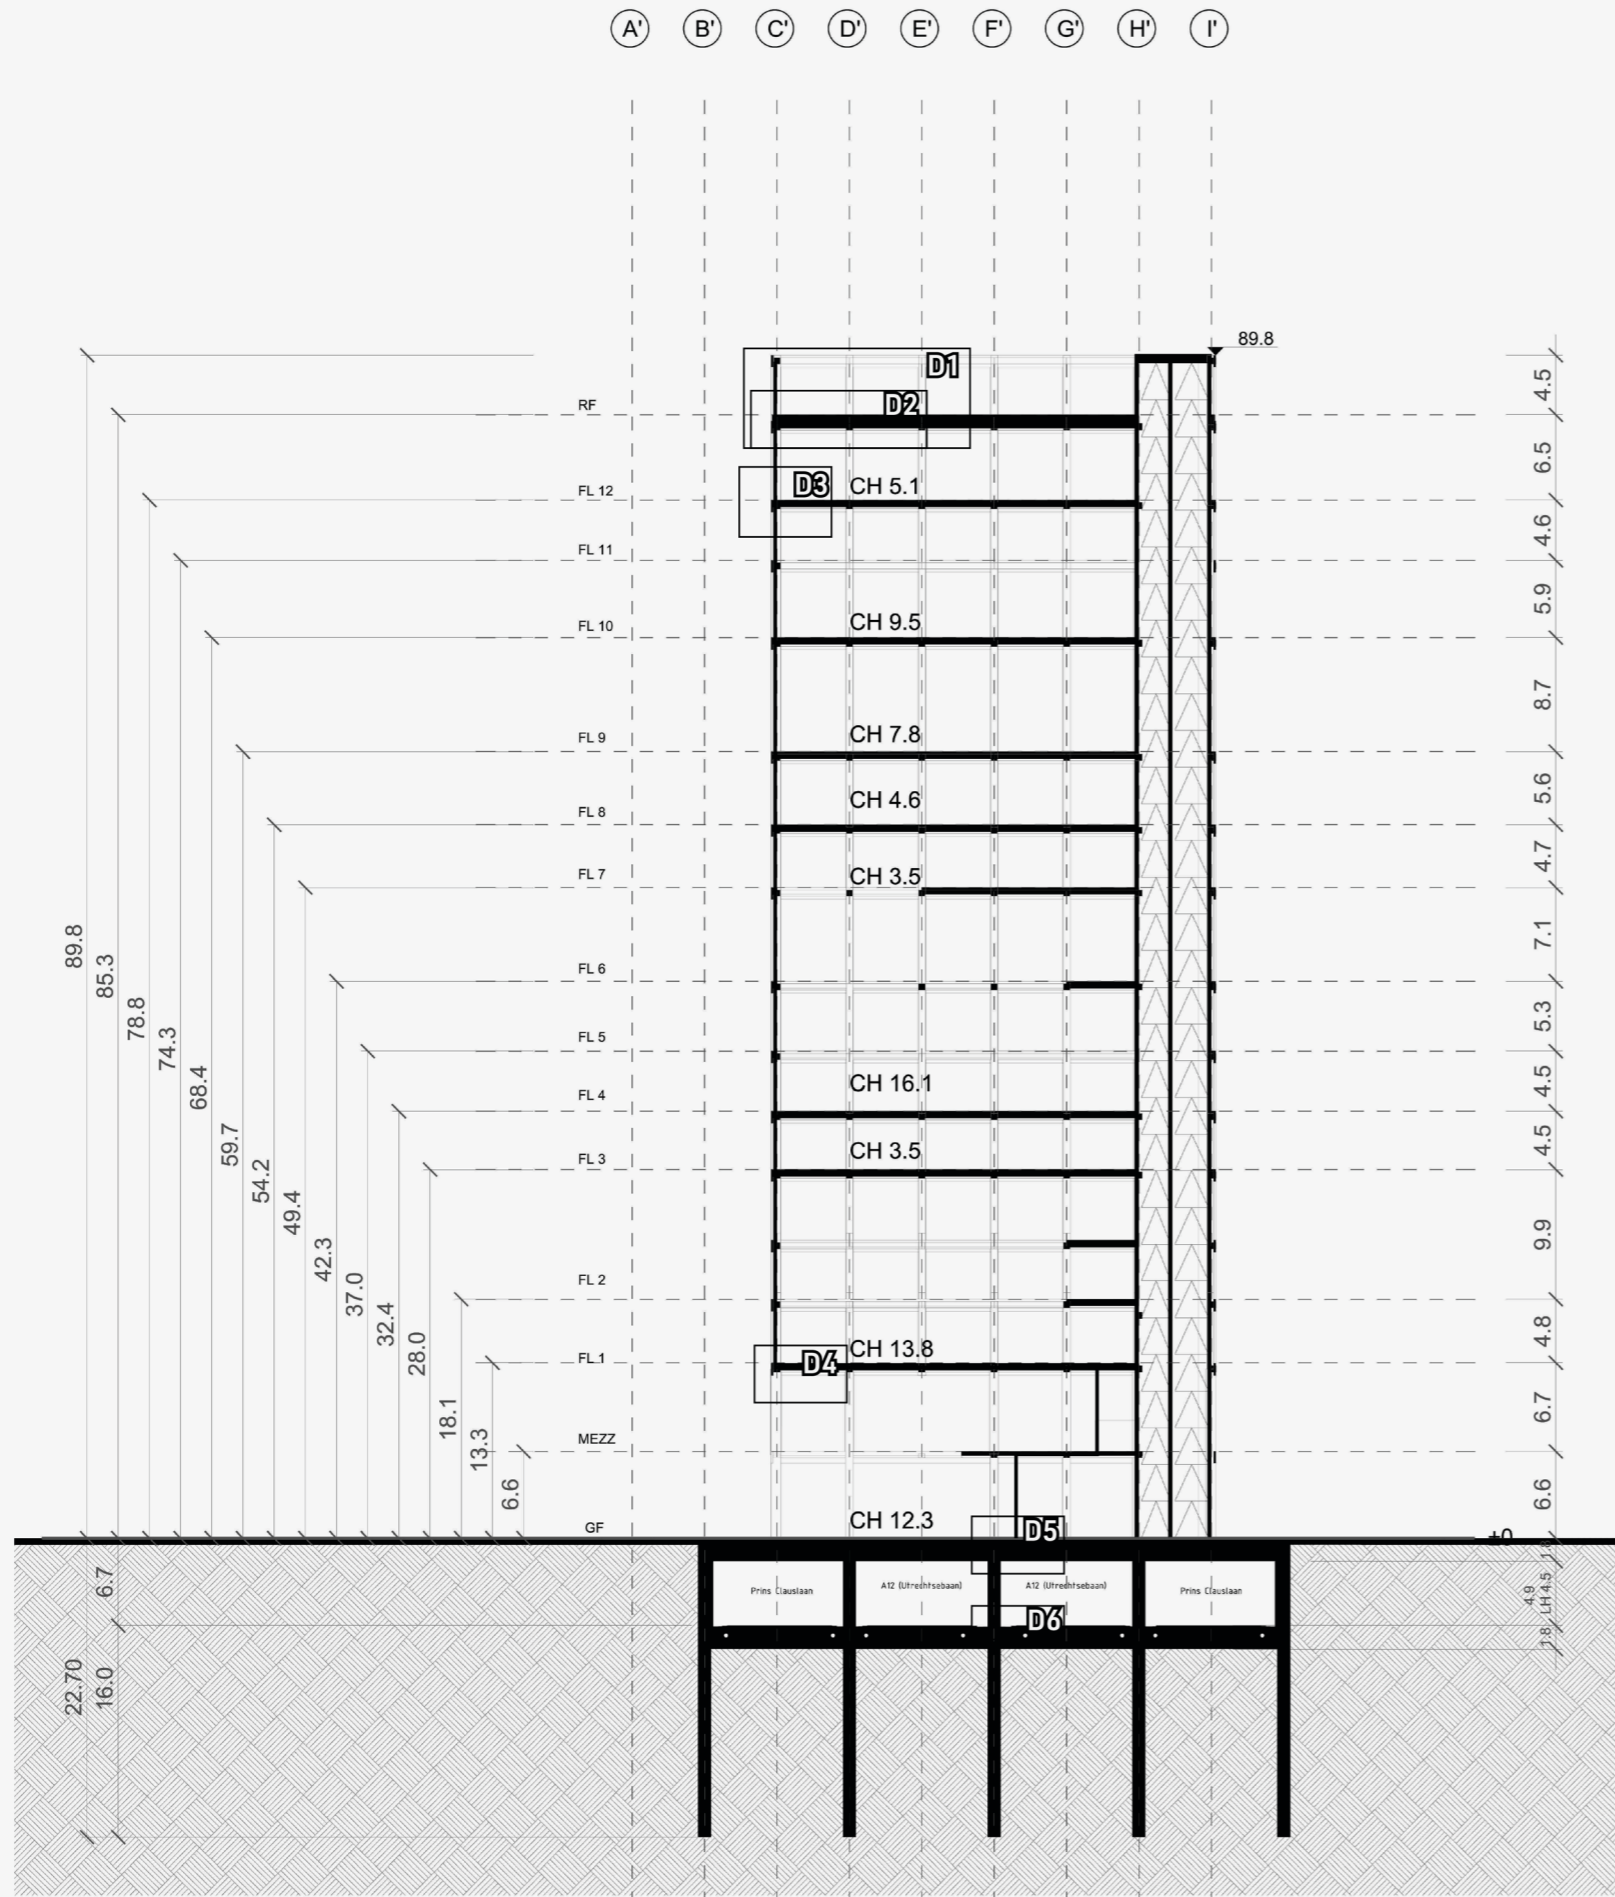 A' B' C' D' E' F' G' H' I'
89.8
D1
4.5
RF
D2
6.5
FL 12
D3
CH 5.1
4.6
FL 11
5.9
FL 10
CH 9.5
8.7
FL 9
CH 7.8
5.6
FL 8
CH 4.6
4.7
FL 7
CH 3.5
7.1
FL 6
5.3
FL 5
4.5
CH 16.1
FL 4
4.5
CH 3.5
FL 3
9.9
FL 2
4.8
CH 13.8
FL 1
D4
6.7
MEZZ
6.6
CH 12.3
GF
D5
±0
89.8
85.3
78.8
74.3
68.4
59.7
54.2
49.4
42.3
37.0
32.4
28.0
18.1
13.3
6.6
6.7
22.70
16.0
Prins Clauslaan
A12 (Utrechtsebaan)
A12 (Utrechtsebaan)
Prins Clauslaan
D6
4.9
LH 4.5
1.8